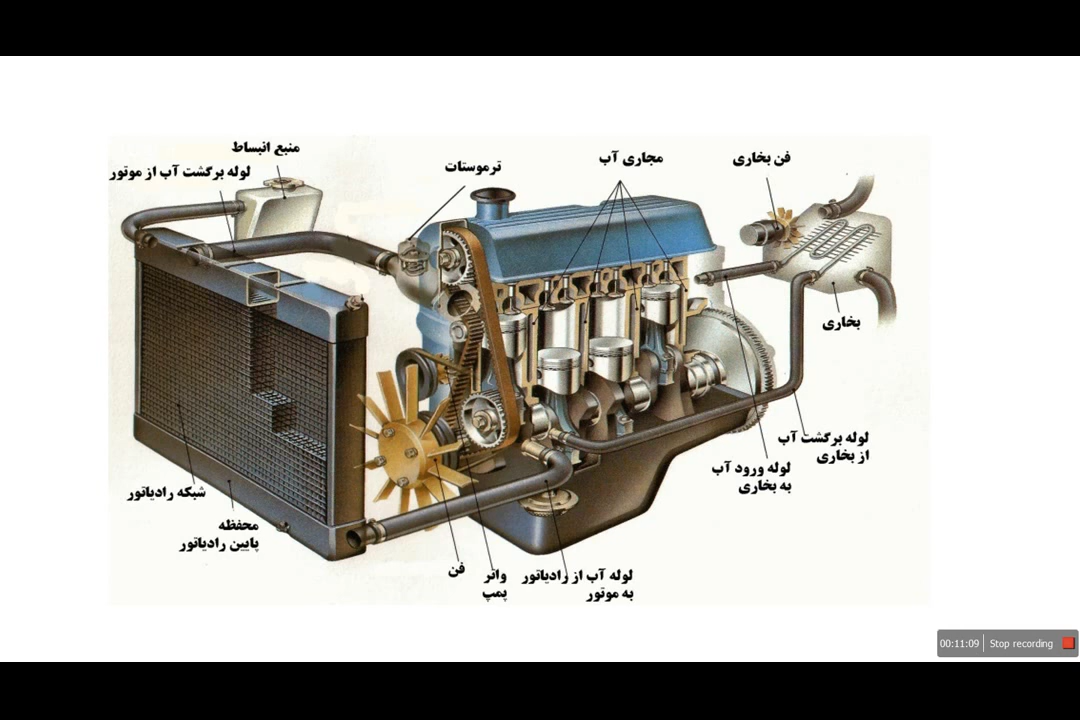 منبع انبساط
لوله برگشت آب از موتور
ترموستات
مجاری آب
فن بخاری
بخاری
لوله برگشت آب
از بخاری
لوله ورود آب
به بخاری
شبکه رادیاتور
محفظه
پایین رادیاتور
فن
واتر
پمپ
لوله آب از رادیاتور
به موتور
00:11:09 Stop recording